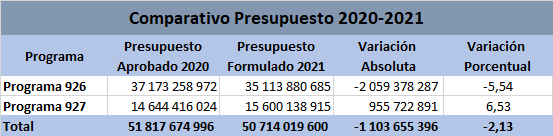 Comparativo Presupuesto 2020-2021
Programa Presupuesto Aprobado 2020 Presupuesto Formulado 2021 Variación Absoluta Variación Porcentual
Programa 926 37 173 258 972 35 113 880 685 -2 059 378 287 -5,54
Programa 927 14 644 416 024 15 600 138 915 955 722 891 6,53
Total 51 817 674 996 50 714 019 600 -1 103 655 396 -2,13